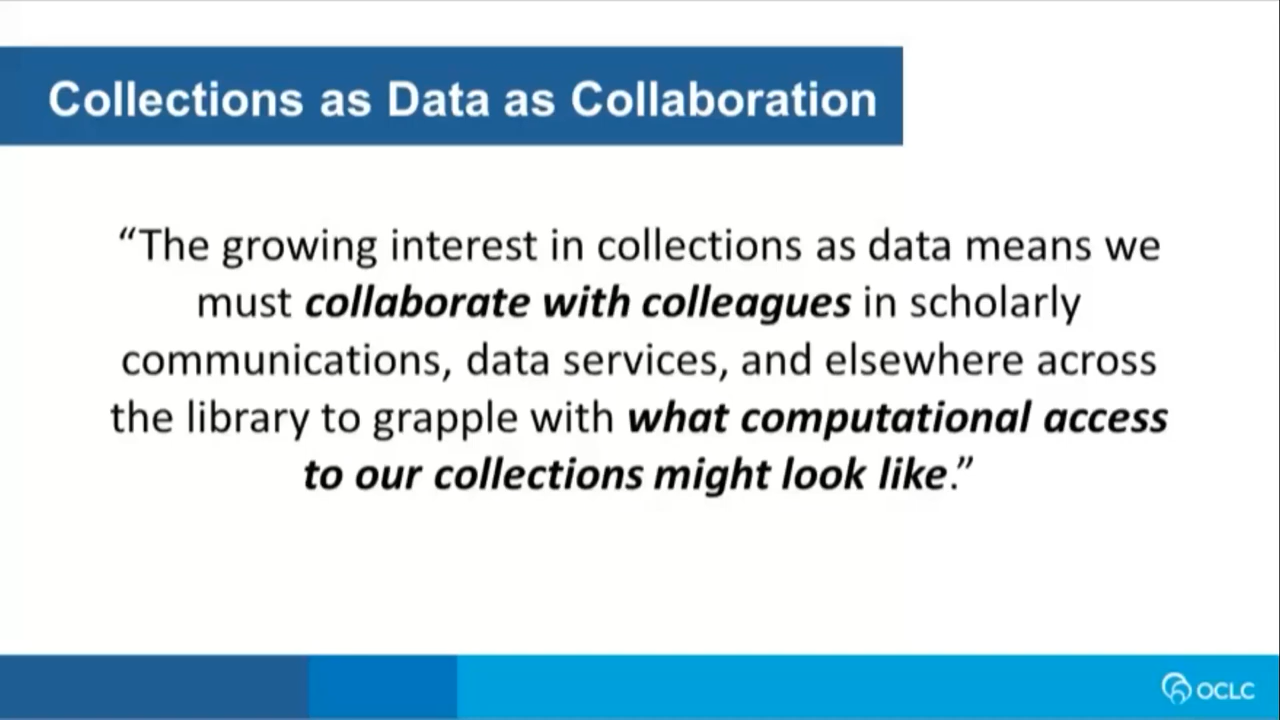 Collections as Data as Collaboration
“The growing interest in collections as data means we
must collaborate with colleagues in scholarly
communications, data services, and elsewhere across
the library to grapple with what computational access
to our collections might look like.”
OCLC